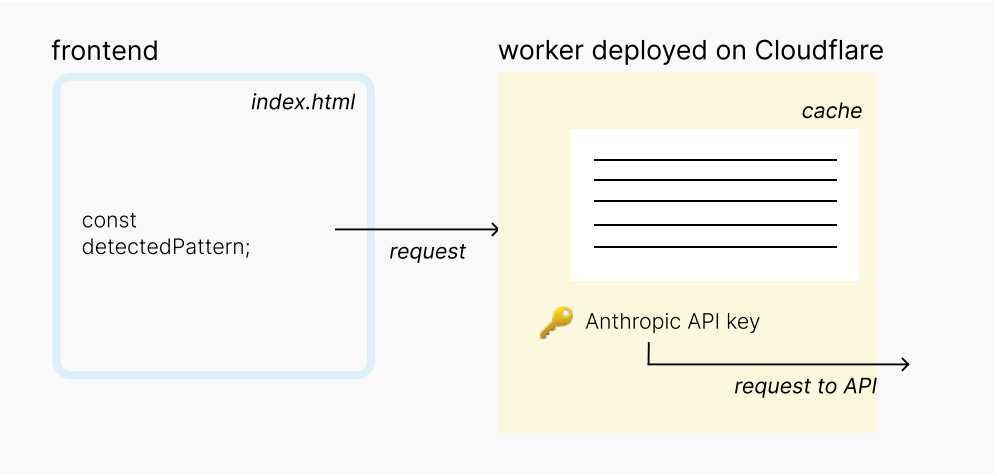 frontend
worker deployed on Cloudflare
index.html
cache
const
detectedPattern;
request
Anthropic API key
request to API